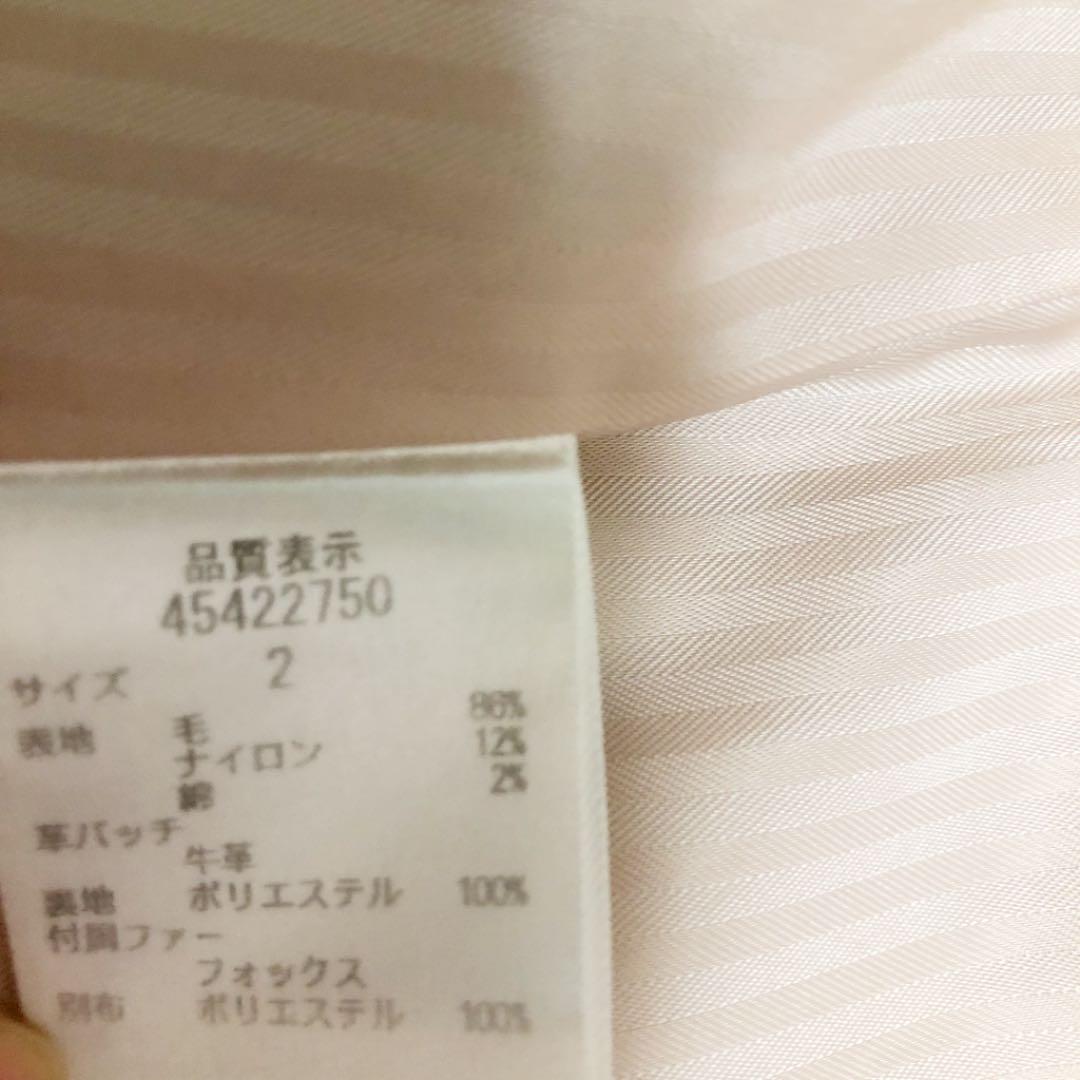 品質表示
45422750
サイズ 2
表地 毛 86%
ナイロン 12%
綿 2%
革パッチ
牛革
裏地 ポリエステル 100%
付属ファー
フォックス
別布 ポリエステル 100%